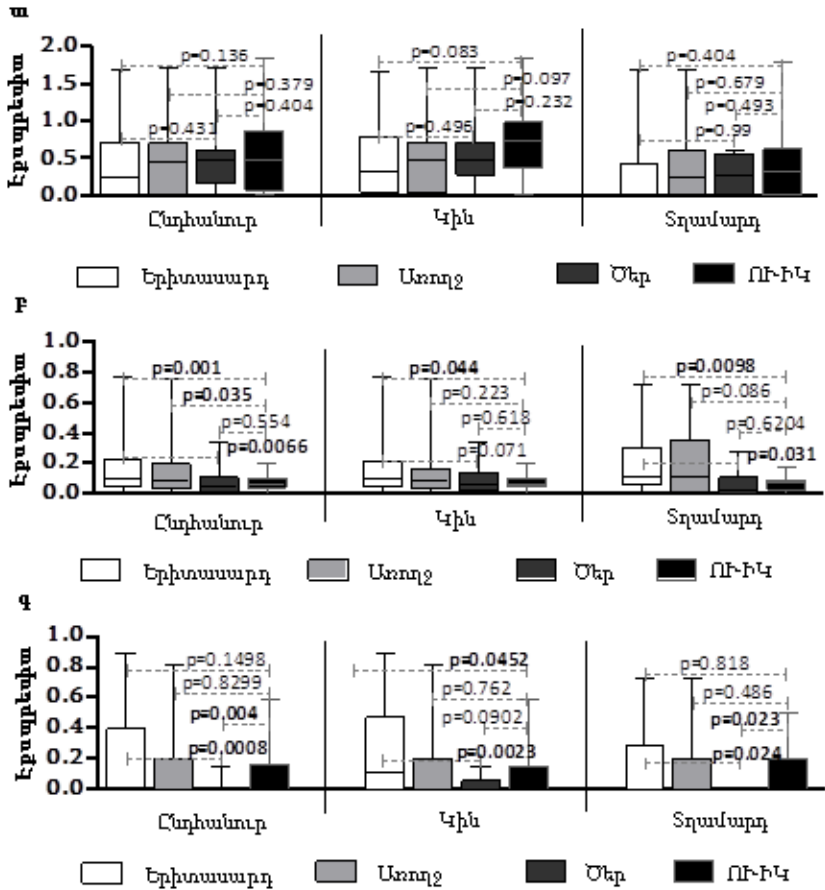 ա
Էքսպրեսիա
2.0
1.5
1.0
0.5
0.0
p=0.136
p=0.379
p=0.404
p=0.431
p=0.083
p=0.097
p=0.232
p=0.496
p=0.404
p=0.679
p=0.493
p=0.99
Ընդհանուր Կին Տղամարդ
Երիտասարդ Առողջ Ծեր ՈՒԻԿ
բ
Էքսպրեսիա
1.0
0.8
0.6
0.4
0.2
0.0
p=0.001
p=0.035
p=0.554
p=0.0066
p=0.044
p=0.223
p=0.618
p=0.071
p=0.0098
p=0.086
p=0.6204
p=0.031
Ընդհանուր Կին Տղամարդ
Երիտասարդ Առողջ Ծեր ՈՒԻԿ
գ
Էքսպրեսիա
1.0
0.8
0.6
0.4
0.2
0.0
p=0.1498
p=0.8299
p=0.004
p=0.0008
p=0.0452
p=0.762
p=0.0902
p=0.0023
p=0.818
p=0.486
p=0.023
p=0.024
Ընդհանուր Կին Տղամարդ
Երիտասարդ Առողջ Ծեր ՈՒԻԿ